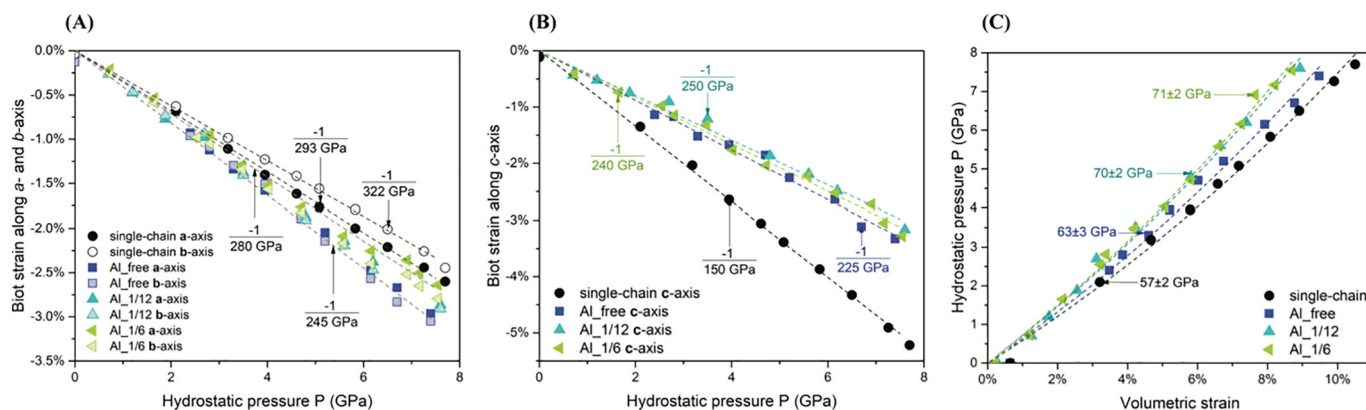 (A)
0.0%
-0.5%
-1.0%
-1.5%
-2.0%
-2.5%
-3.0%
-3.5%
Biot strain along a- and b-axis
-1
293 GPa
-1
322 GPa
-1
280 GPa
-1
245 GPa
single-chain a-axis
single-chain b-axis
Al_free a-axis
Al_free b-axis
Al_1/12 a-axis
Al_1/12 b-axis
Al_1/6 a-axis
Al_1/6 b-axis
0 2 4 6 8
Hydrostatic pressure P (GPa)
(B)
0%
-1%
-2%
-3%
-4%
-5%
Biot strain along c-axis
-1
250 GPa
-1
240 GPa
-1
150 GPa
-1
225 GPa
single-chain c-axis
Al_free c-axis
Al_1/12 c-axis
Al_1/6 c-axis
0 2 4 6 8
Hydrostatic pressure P (GPa)
(C)
8
7
6
5
4
3
2
1
0
Hydrostatic pressure P (GPa)
71±2 GPa
70±2 GPa
63±3 GPa
57±2 GPa
single-chain
Al_free
Al_1/12
Al_1/6
0% 2% 4% 6% 8% 10%
Volumetric strain